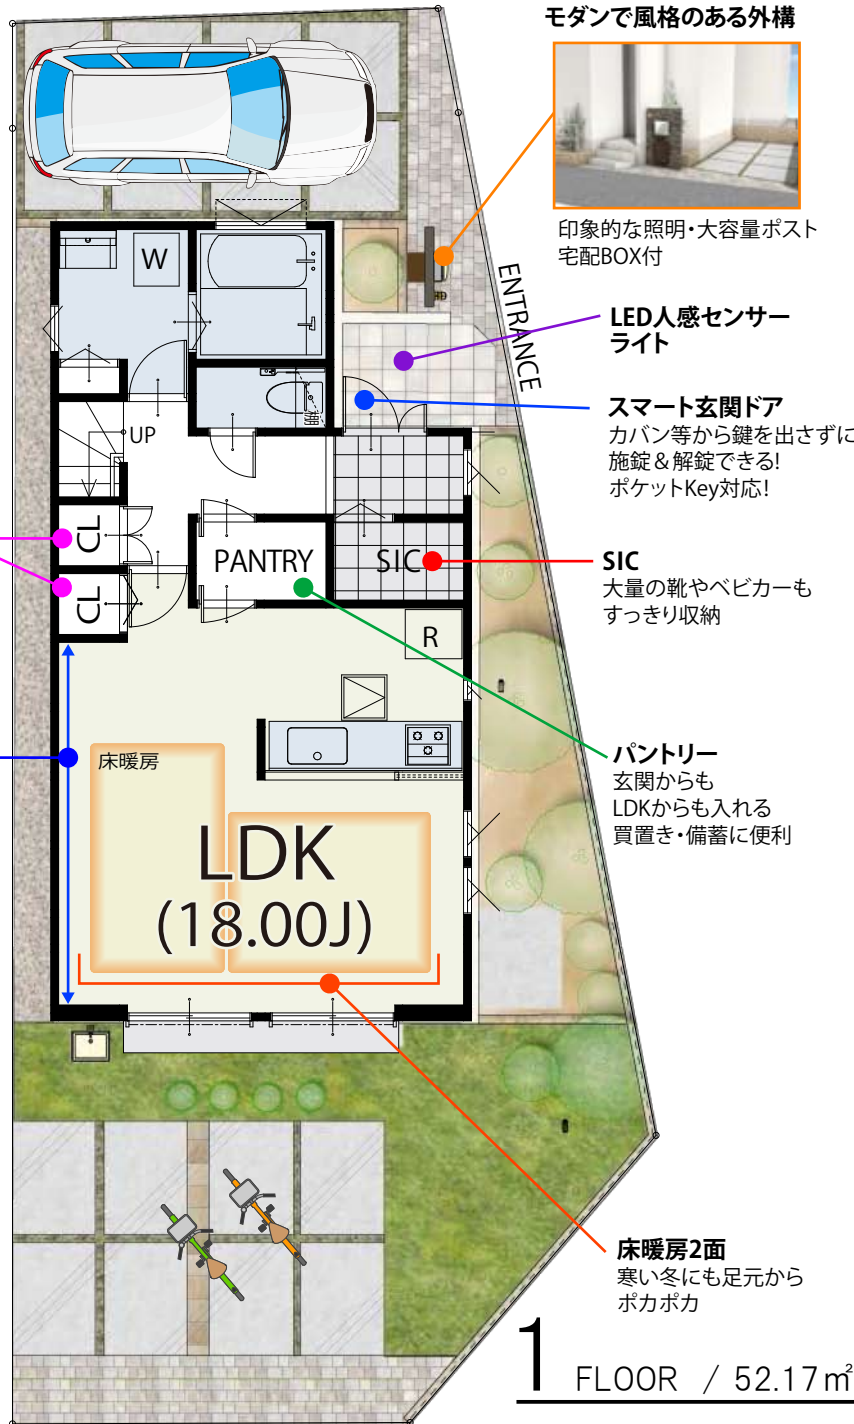 モダンで風格のある外構
印象的な照明・大容量ポスト
宅配BOX付
ENTRANCE
LED人感センサー
ライト
スマート玄関ドア
カバン等から鍵を出さずに
施錠＆解錠できる!
ポケットKey対応!
W
棚
UP
CL
CL
PANTRY
SIC
SIC
大量の靴やベビカーも
すっきり収納
R
パントリー
玄関からも
LDKからも入れる
買置き・備蓄に便利
床暖房
LDK
(18.00J)
床暖房2面
寒い冬にも足元から
ポカポカ
1 FLOOR / 52.17㎡